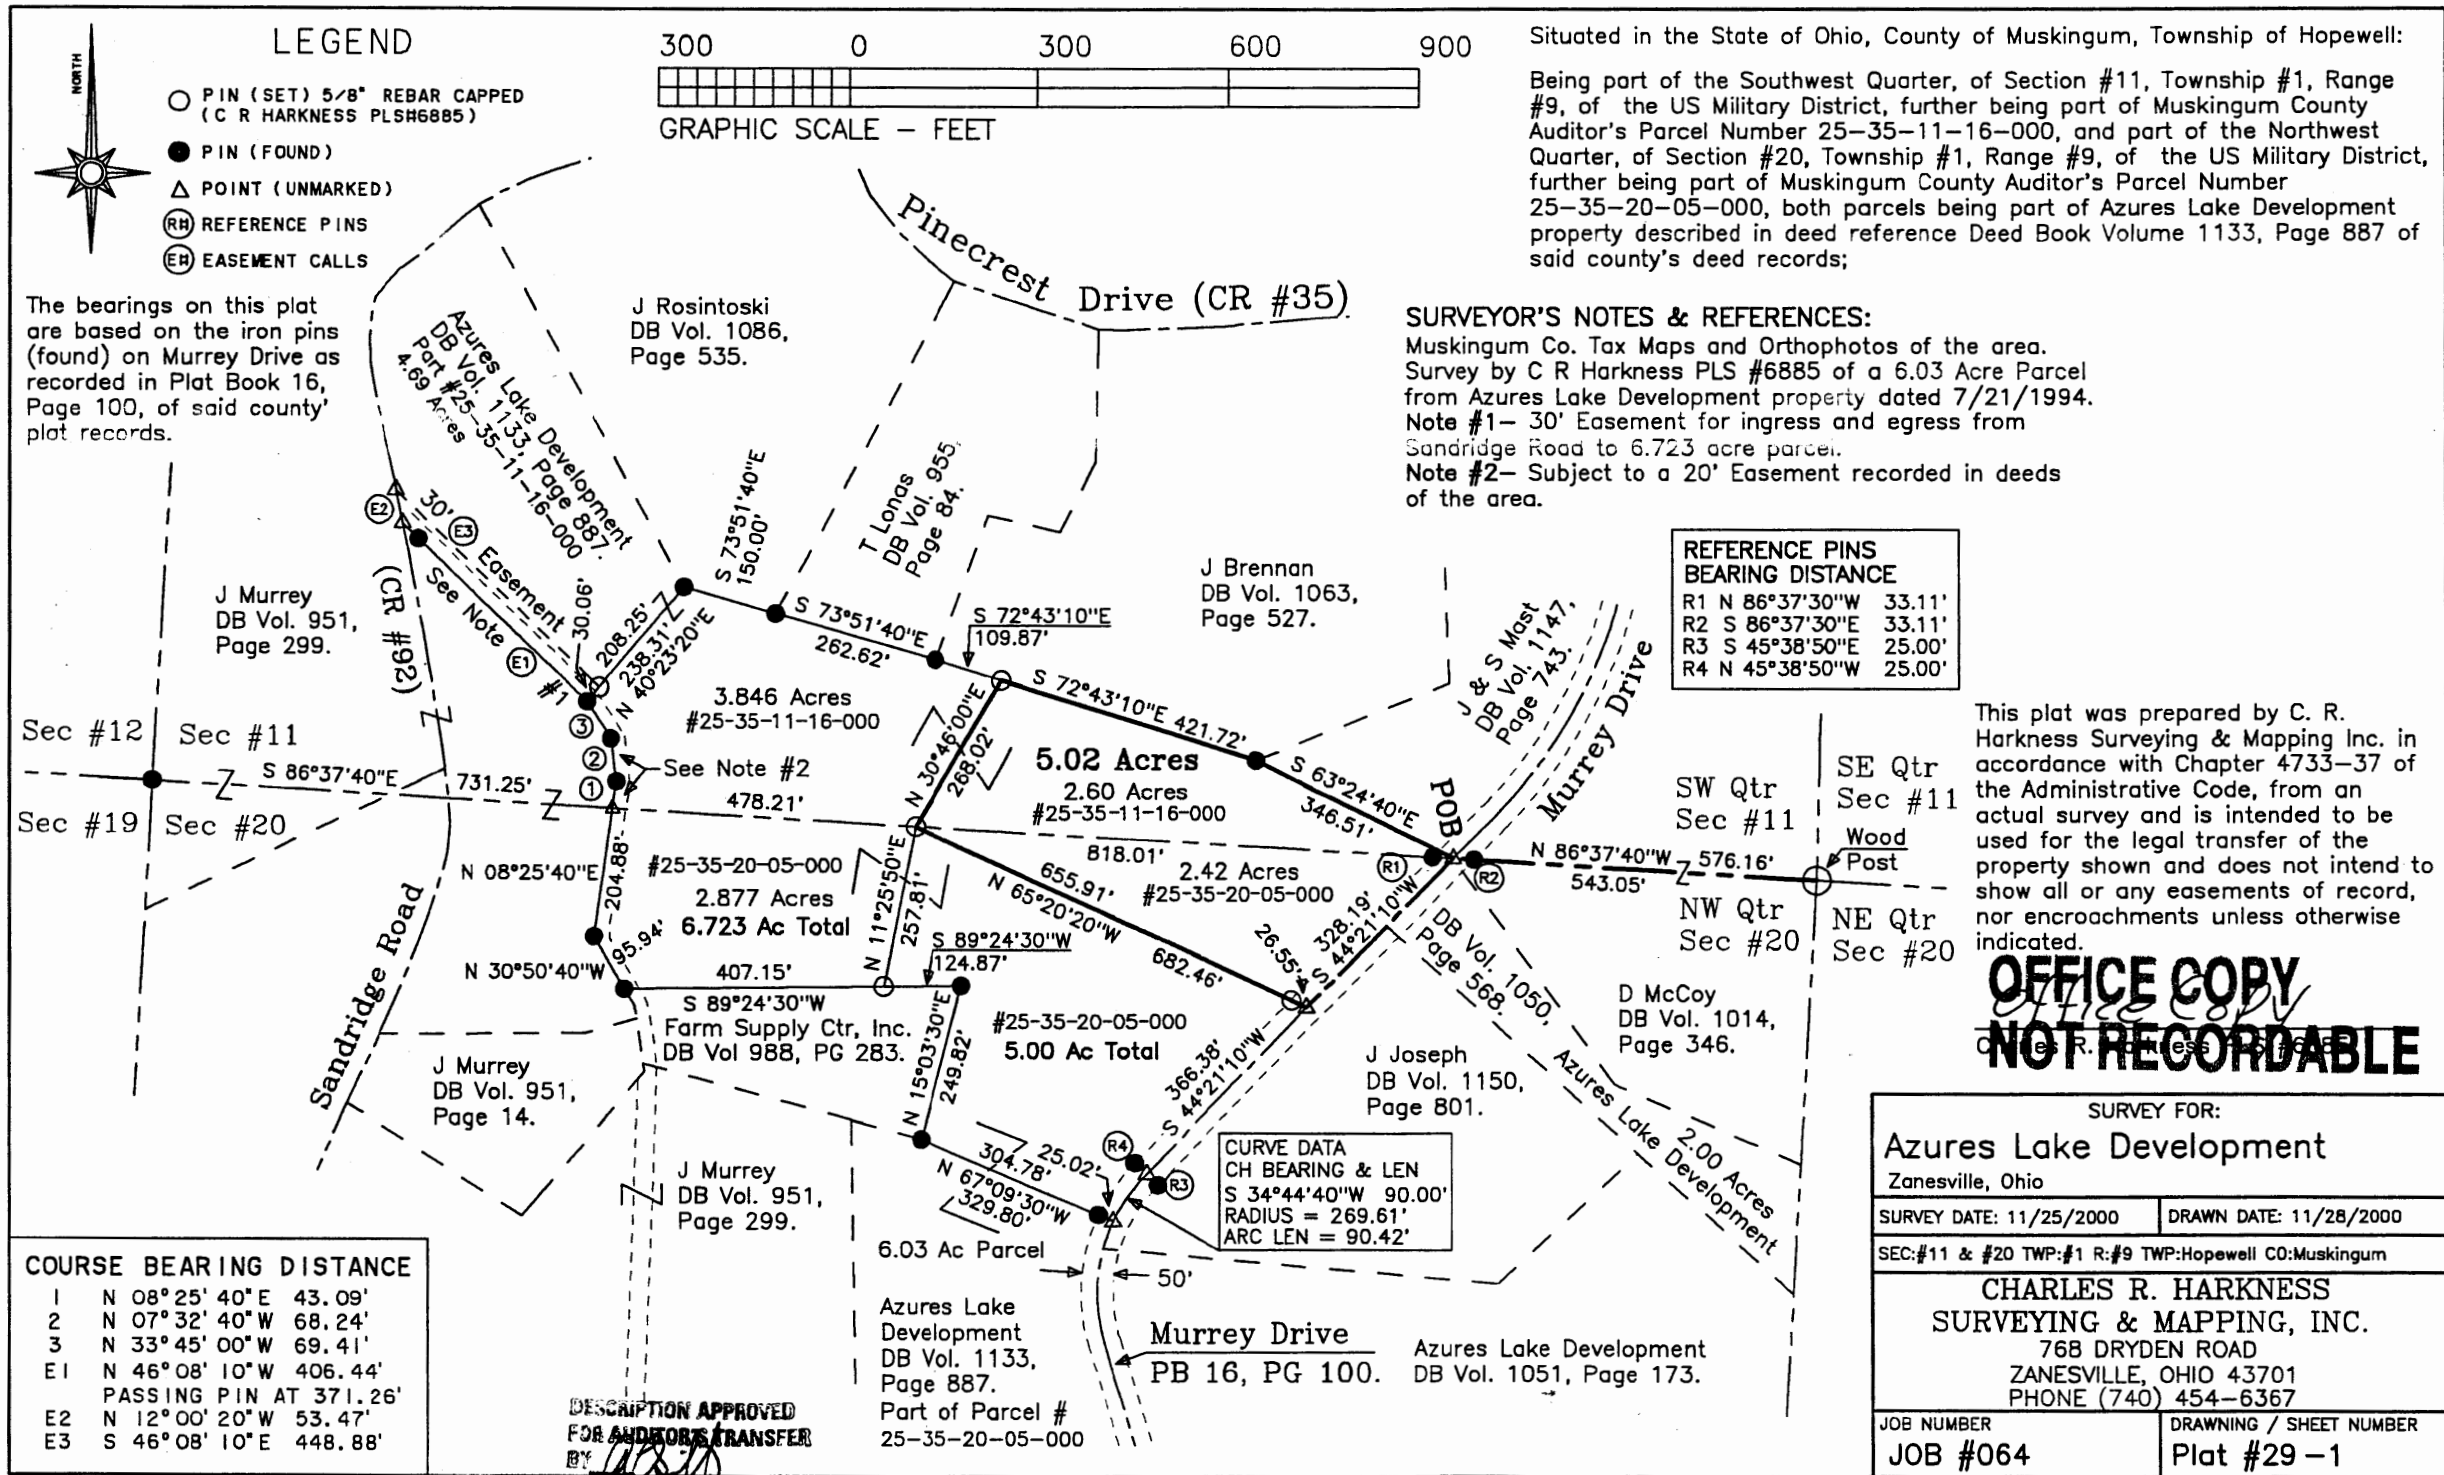 LEGEND
NORTH
PIN (SET) 5/8" REBAR CAPPED
(C R HARKNESS PLS#6885)
PIN (FOUND)
POINT (UNMARKED)
R# REFERENCE PINS
E# EASEMENT CALLS
The bearings on this plat
are based on the iron pins
(found) on Murrey Drive as
recorded in Plat Book 16,
Page 100, of said county'
plat records.
300 0 300 600 900
GRAPHIC SCALE – FEET
Situated in the State of Ohio, County of Muskingum, Township of Hopewell:
Being part of the Southwest Quarter, of Section #11, Township #1, Range
#9, of the US Military District, further being part of Muskingum County
Auditor's Parcel Number 25–35–11–16–000, and part of the Northwest
Quarter, of Section #20, Township #1, Range #9, of the US Military District,
further being part of Muskingum County Auditor's Parcel Number
25–35–20–05–000, both parcels being part of Azures Lake Development
property described in deed reference Deed Book Volume 1133, Page 887 of
said county's deed records;
SURVEYOR'S NOTES & REFERENCES:
Muskingum Co. Tax Maps and Orthophotos of the area.
Survey by C R Harkness PLS #6885 of a 6.03 Acre Parcel
from Azures Lake Development property dated 7/21/1994.
Note #1– 30' Easement for ingress and egress from
Sandridge Road to 6.723 acre parcel.
Note #2– Subject to a 20' Easement recorded in deeds
of the area.
REFERENCE PINS
BEARING DISTANCE
R1 N 86°37'30"W 33.11'
R2 S 86°37'30"E 33.11'
R3 S 45°38'50"E 25.00'
R4 N 45°38'50"W 25.00'
This plat was prepared by C. R.
Harkness Surveying & Mapping Inc. in
accordance with Chapter 4733–37 of
the Administrative Code, from an
actual survey and is intended to be
used for the legal transfer of the
property shown and does not intend to
show all or any easements of record,
nor encroachments unless otherwise
indicated.
OFFICE COPY
Office Copy
NOT RECORDABLE
Pinecrest
Drive (CR #35)
J Rosintoski
DB Vol. 1086,
Page 535.
Azures Lake Development
DB Vol. 1133, Page 887.
Part #25–35–11–16–000
4.69 Acres
T Lonas
DB Vol. 955,
Page 84.
J Brennan
DB Vol. 1063,
Page 527.
J & S Mast
DB Vol. 1147,
Page 743.
Murrey Drive
J Murrey
DB Vol. 951,
Page 299.
(CR #92)
E2
30'
E3
Easement
See Note
E1
#1
30.06'
208.25'
238.31'
N 40°23'20"E
S 73°51'40"E
150.00'
S 73°51'40"E
262.62'
S 72°43'10"E
109.87'
S 72°43'10"E 421.72'
S 63°24'40"E
346.51'
3.846 Acres
#25-35-11-16-000
N 30°46'00"E
268.02'
5.02 Acres
2.60 Acres
#25-35-11-16-000
See Note #2
3
2
1
Sec #12
Sec #11
Sec #19
Sec #20
S 86°37'40"E
731.25'
478.21'
818.01'
POB
R1
R2
N 86°37'40"W 576.16'
543.05'
SW Qtr
Sec #11
SE Qtr
Sec #11
Wood
Post
NW Qtr
Sec #20
NE Qtr
Sec #20
N 08°25'40"E
204.88'
#25-35-20-05-000
2.877 Acres
6.723 Ac Total
N 11°25'50"E
257.81'
2.42 Acres
#25-35-20-05-000
655.91'
N 65°20'20"W
682.46'
26.55'
328.19'
S 44°21'10"W
95.94'
N 30°50'40"W
407.15'
S 89°24'30"W
S 89°24'30"W
124.87'
Farm Supply Ctr, Inc.
DB Vol 988, PG 283.
N 15°03'30"E
249.82'
#25-35-20-05-000
5.00 Ac Total
366.38'
S 44°21'10"W
DB Vol. 1050,
Page 568.
Azures Lake Development
D McCoy
DB Vol. 1014,
Page 346.
J Joseph
DB Vol. 1150,
Page 801.
2.00 Acres
Azures Lake Development
Sandridge Road
J Murrey
DB Vol. 951,
Page 14.
J Murrey
DB Vol. 951,
Page 299.
304.78'
N 67°09'30"W
329.80'
25.02'
R4
R3
CURVE DATA
CH BEARING & LEN
S 34°44'40"W 90.00'
RADIUS = 269.61'
ARC LEN = 90.42'
6.03 Ac Parcel
50'
Azures Lake
Development
DB Vol. 1133,
Page 887.
Part of Parcel #
25–35–20–05–000
Murrey Drive
PB 16, PG 100.
Azures Lake Development
DB Vol. 1051, Page 173.
COURSE BEARING DISTANCE
1 N 08°25'40"E 43.09'
2 N 07°32'40"W 68.24'
3 N 33°45'00"W 69.41'
E1 N 46°08'10"W 406.44'
PASSING PIN AT 371.26'
E2 N 12°00'20"W 53.47'
E3 S 46°08'10"E 448.88'
DESCRIPTION APPROVED
FOR AUDITORS TRANSFER
BY
SURVEY FOR:
Azures Lake Development
Zanesville, Ohio
SURVEY DATE: 11/25/2000
DRAWN DATE: 11/28/2000
SEC:#11 & #20 TWP:#1 R:#9 TWP:Hopewell CO:Muskingum
CHARLES R. HARKNESS
SURVEYING & MAPPING, INC.
768 DRYDEN ROAD
ZANESVILLE, OHIO 43701
PHONE (740) 454–6367
JOB NUMBER
JOB #064
DRAWNING / SHEET NUMBER
Plat #29–1